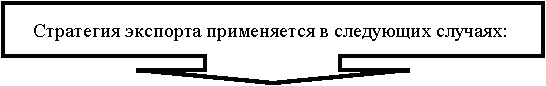 Стратегия экспорта применяется в следующих случаях: